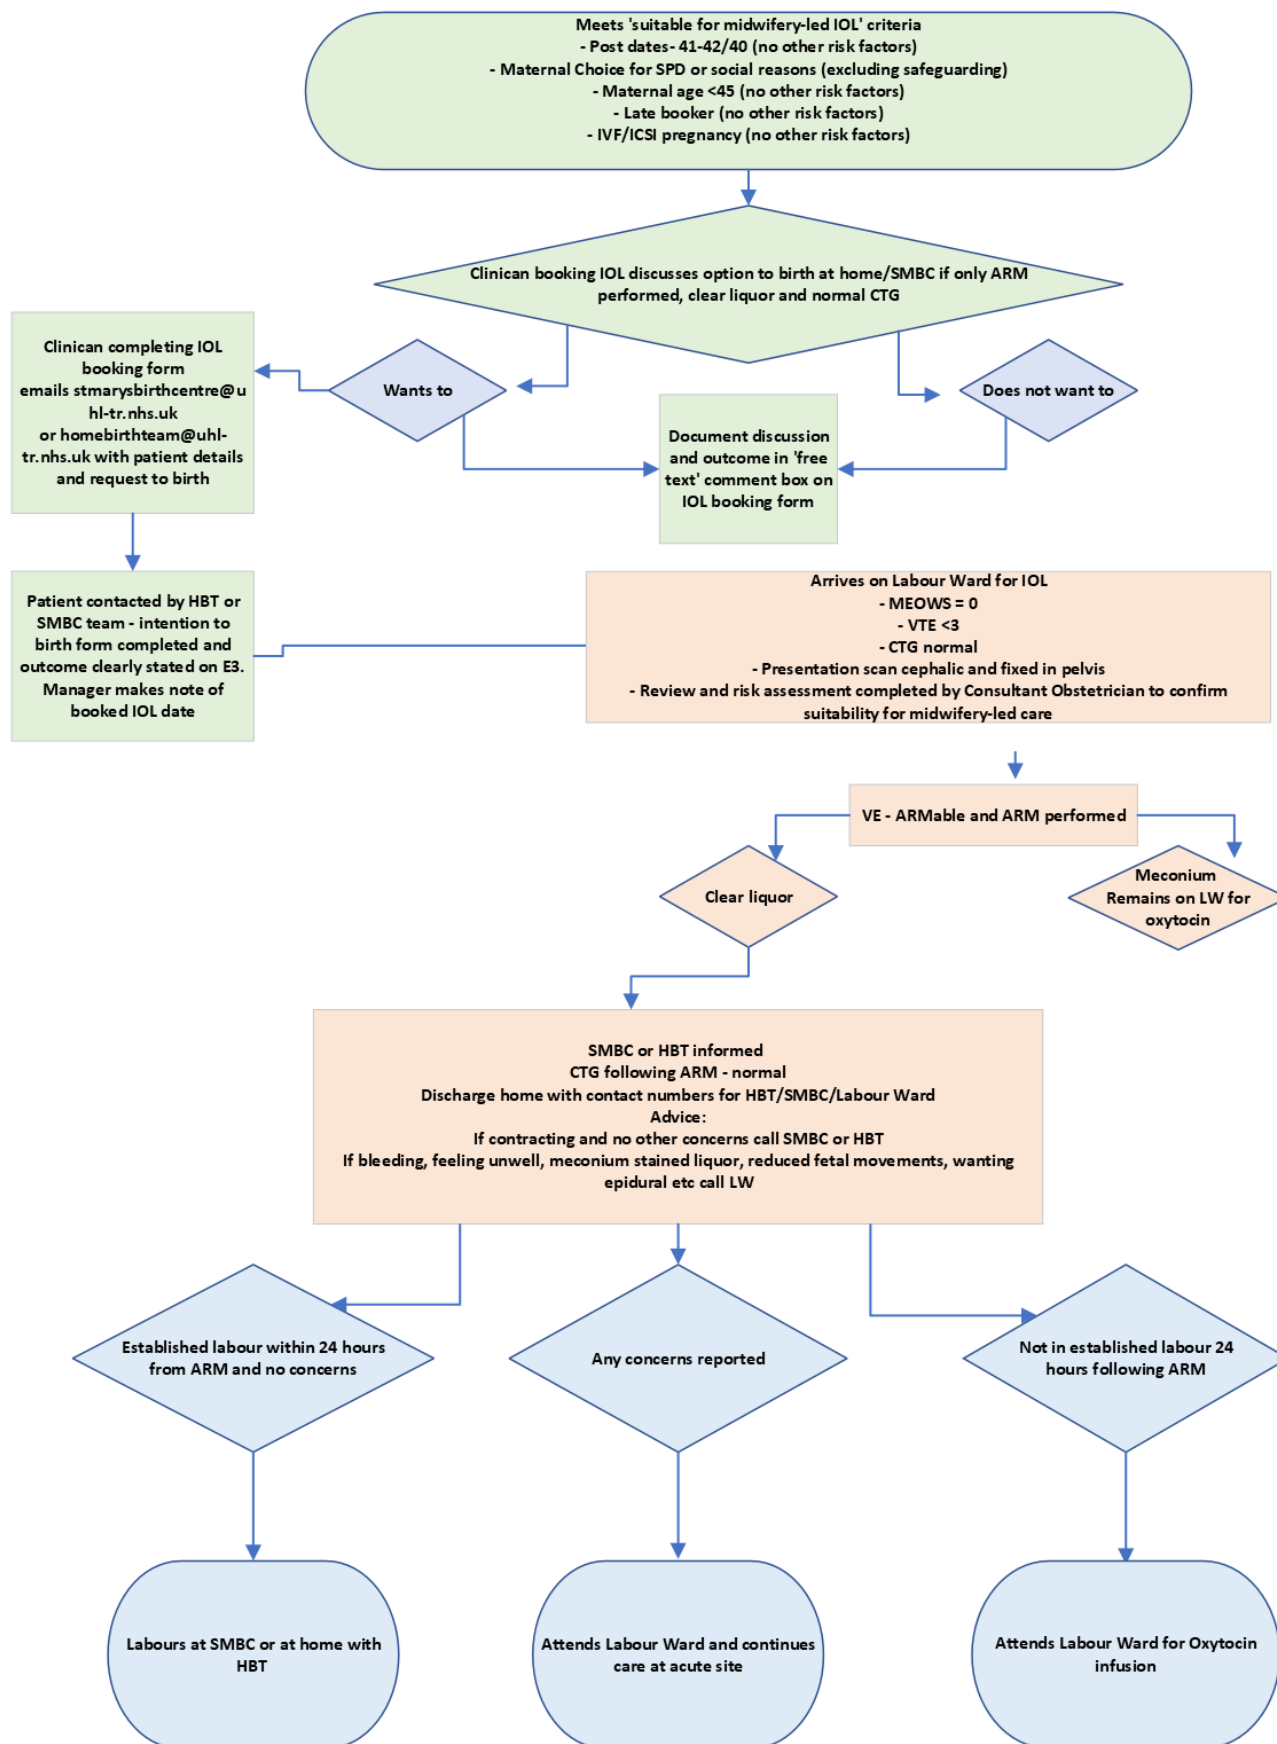 Meets 'suitable for midwifery-led IOL' criteria
- Post dates- 41-42/40 (no other risk factors)
- Maternal Choice for SPD or social reasons (excluding safeguarding)
- Maternal age <45 (no other risk factors)
- Late booker (no other risk factors)
- IVF/ICSI pregnancy (no other risk factors)
Clinican booking IOL discusses option to birth at home/SMBC if only ARM
performed, clear liquor and normal CTG
Clinican completing IOL
booking form
emails stmarysbirthcentre@u
hl-tr.nhs.uk
or homebirthteam@uhl-
tr.nhs.uk with patient details
and request to birth
Wants to
Does not want to
Document discussion
and outcome in 'free
text' comment box on
IOL booking form
Patient contacted by HBT or
SMBC team - intention to
birth form completed and
outcome clearly stated on E3.
Manager makes note of
booked IOL date
Arrives on Labour Ward for IOL
- MEOWS = 0
- VTE <3
- CTG normal
- Presentation scan cephalic and fixed in pelvis
- Review and risk assessment completed by Consultant Obstetrician to confirm
suitability for midwifery-led care
VE - ARMable and ARM performed
Clear liquor
Meconium
Remains on LW for
oxytocin
SMBC or HBT informed
CTG following ARM - normal
Discharge home with contact numbers for HBT/SMBC/Labour Ward
Advice:
If contracting and no other concerns call SMBC or HBT
If bleeding, feeling unwell, meconium stained liquor, reduced fetal movements, wanting
epidural etc call LW
Established labour within 24 hours
from ARM and no concerns
Any concerns reported
Not in established labour 24
hours following ARM
Labours at SMBC or at home with
HBT
Attends Labour Ward and continues
care at acute site
Attends Labour Ward for Oxytocin
infusion